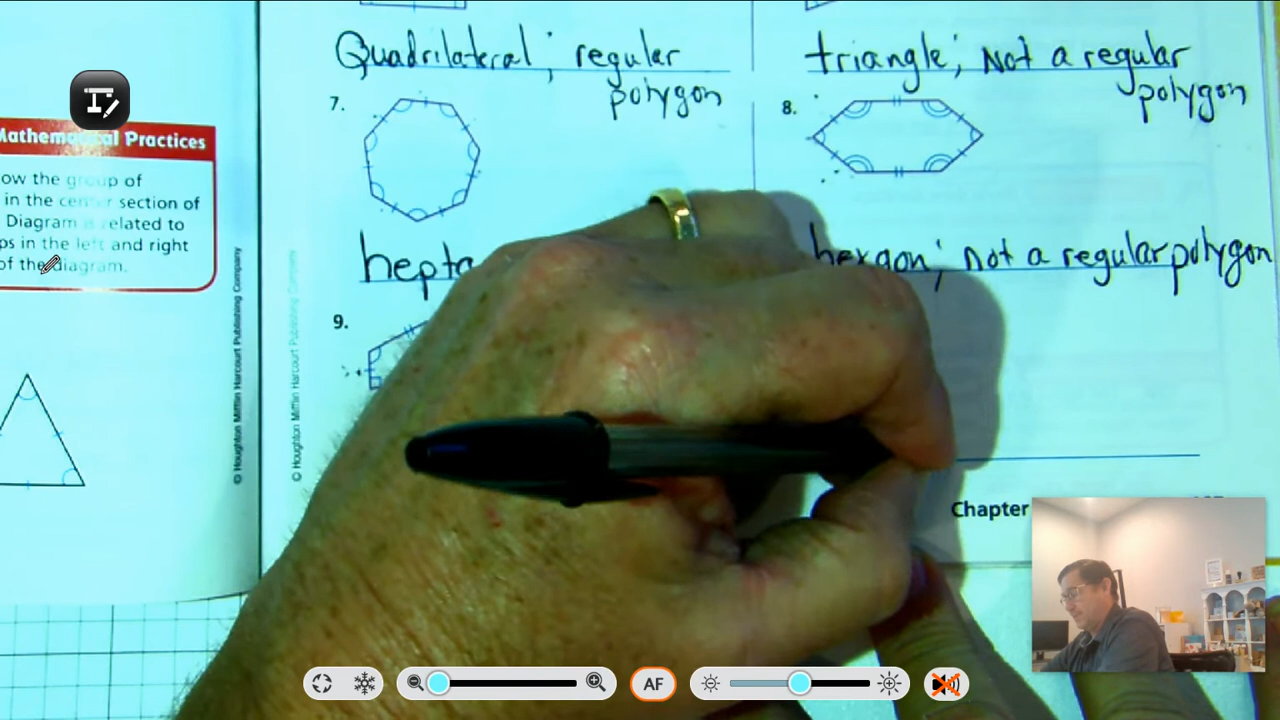 Quadrilateral; regular
polygon
triangle; Not a regular
polygon
7.
8.
Mathematical Practices
ow the group of
in the center section of
Diagram is related to
ps in the left and right
of the diagram.
hepta
hexgon; not a regular polygon
9.
© Houghton Mifflin Harcourt Publishing Company
© Houghton Mifflin Harcourt Publishing Company
Chapter
AF